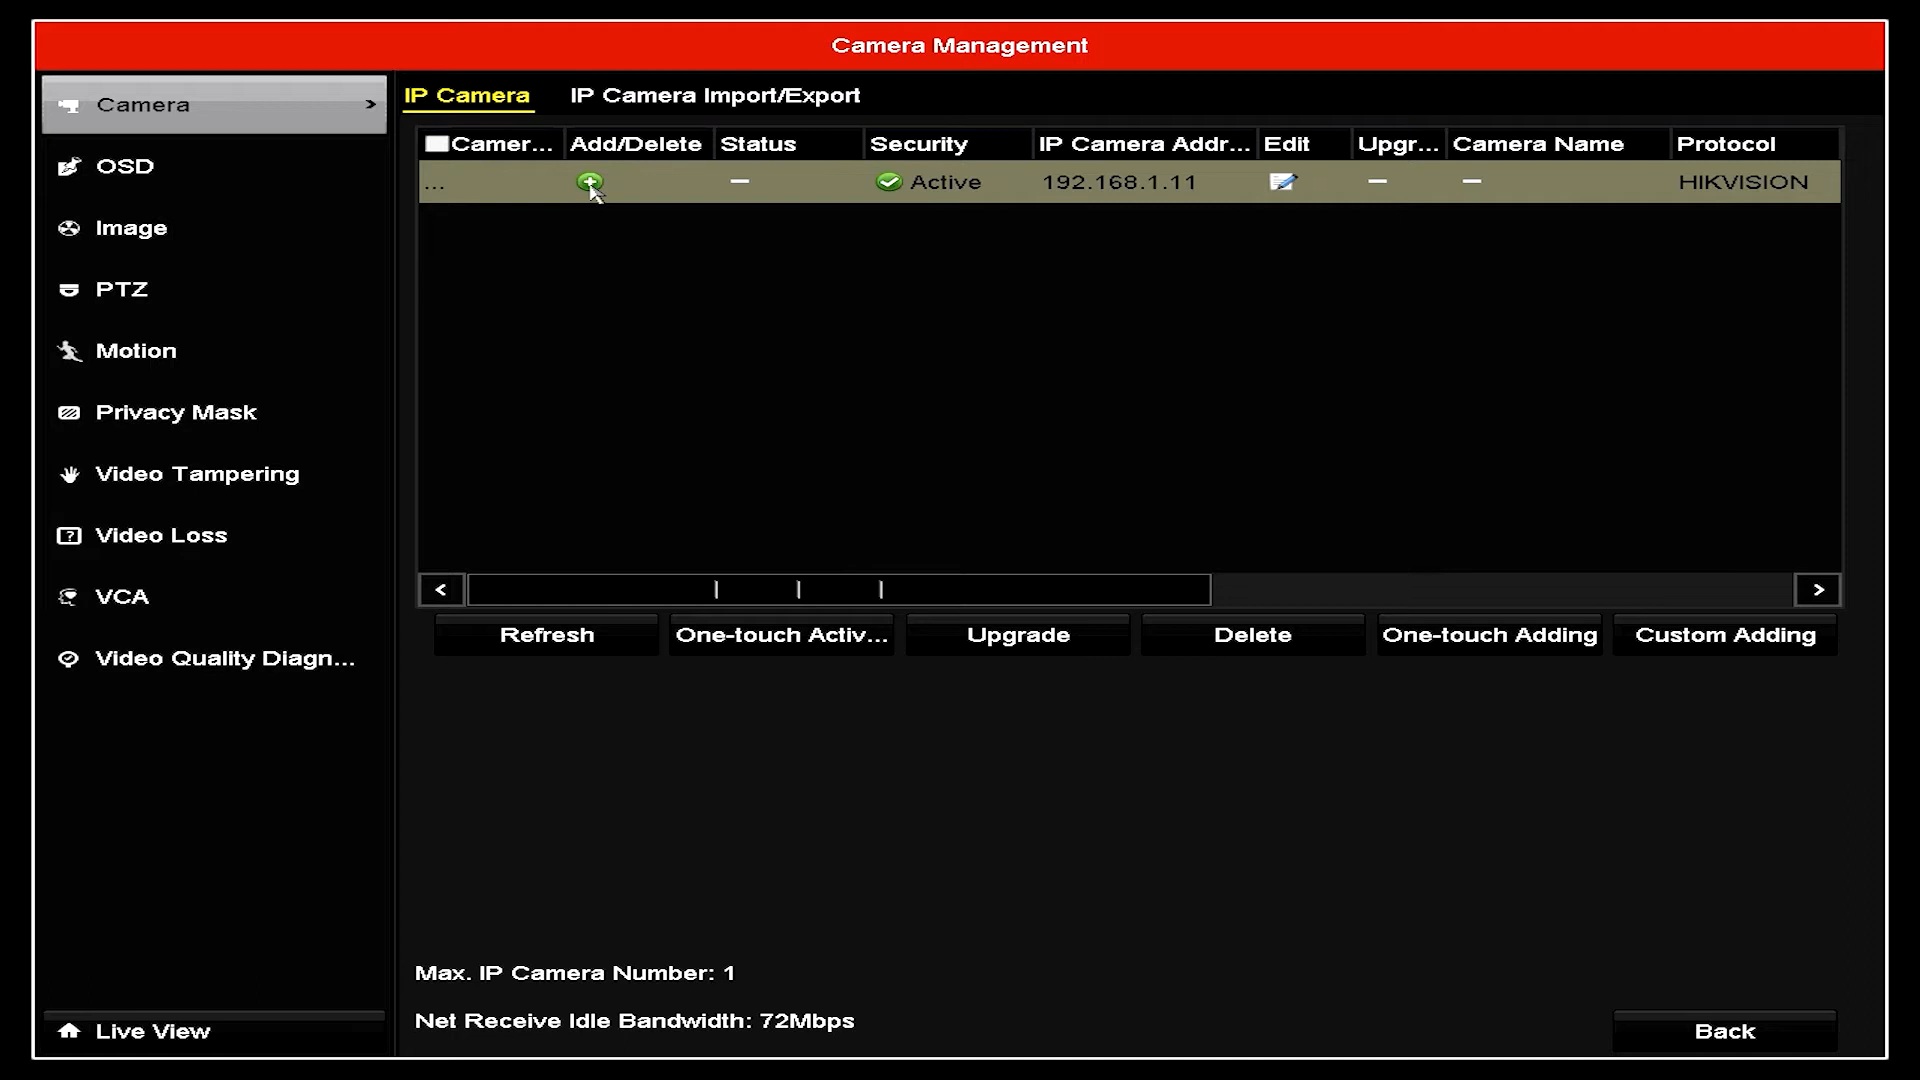 Camera Management
Camera >
OSD
Image
PTZ
Motion
Privacy Mask
Video Tampering
Video Loss
VCA
Video Quality Diagn...
Live View
IP Camera IP Camera Import/Export
Camer... Add/Delete Status Security IP Camera Addr... Edit Upgr... Camera Name Protocol
... — Active 192.168.1.11 — — HIKVISION
< >
Refresh One-touch Activ... Upgrade Delete One-touch Adding Custom Adding
Max. IP Camera Number: 1
Net Receive Idle Bandwidth: 72Mbps
Back